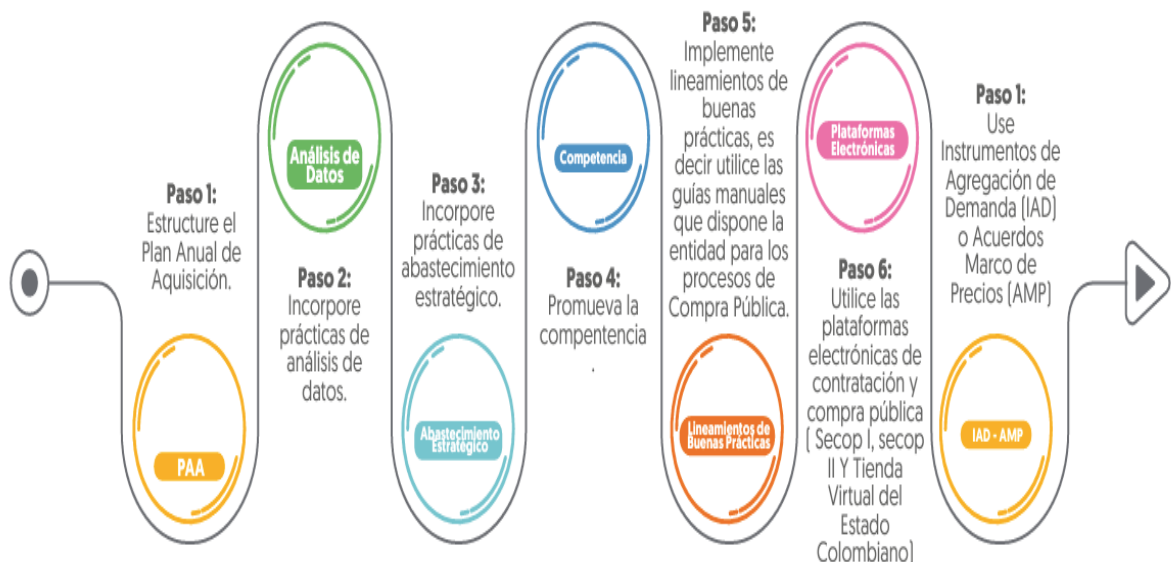 Paso 1:
Estructure el
Plan Anual de
Aquisición.
PAA
Análisis de
Datos
Paso 2:
Incorpore
prácticas de
análisis de
datos.
Paso 3:
Incorpore
prácticas de
abastecimiento
estratégico.
Abastecimiento
Estratégico
Competencia
Paso 4:
Promueva la
compentencia
.
Paso 5:
Implemente
lineamientos de
buenas
prácticas, es
decir utilice las
guías manuales
que dispone la
entidad para los
procesos de
Compra Pública.
Lineamientos de
Buenas Prácticas
Plataformas
Electrónicas
Paso 6:
Utilice las
plataformas
electrónicas de
contratación y
compra pública
( Secop I, secop
II Y Tienda
Virtual del
Estado
Colombiano)
Paso 1:
Use
Instrumentos de
Agregación de
Demanda (IAD)
o Acuerdos
Marco de
Precios (AMP)
IAD - AMP